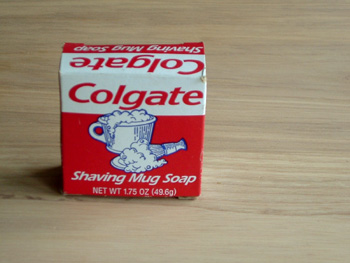 Shaving Mug Soap
Colgate
Colgate
Shaving Mug Soap
NET WT 1.75 OZ (49.6g)